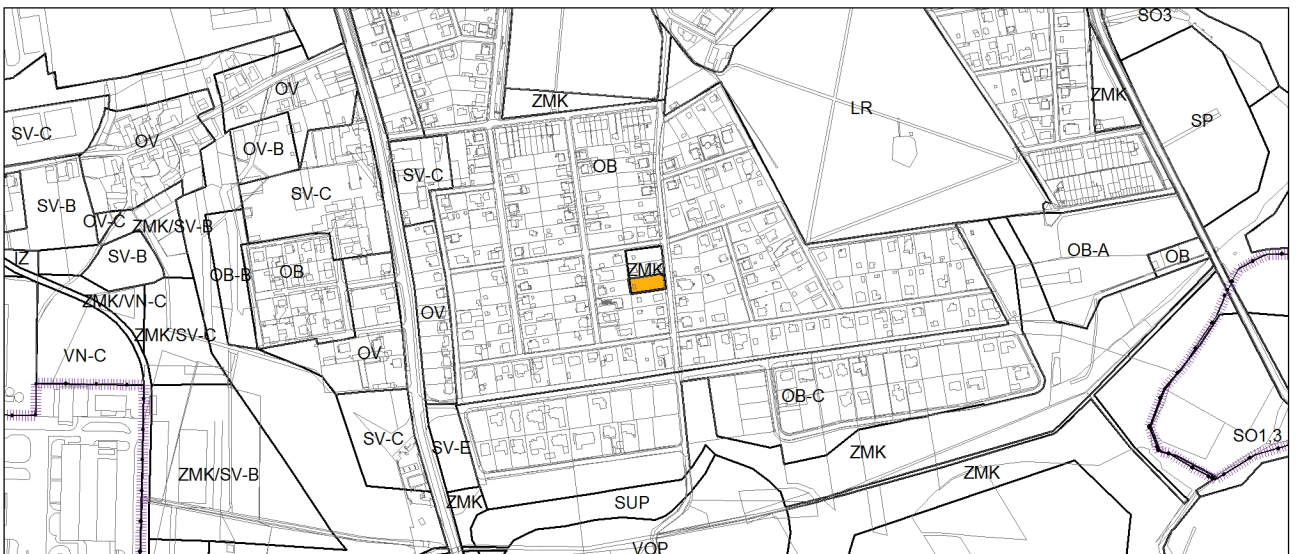 SO3
OV
ZMK
ZMK
LR
SP
SV-C
OV
OV-B
OB
SV-C
SV-C
SV-B
OV-C
ZMK/SV-B
SV-B
OB-A
OB
IZ
OB-B
OB
ZMK
ZMK/VN-C
OV
ZMK/SV-C
VN-C
OV
OB-C
SV-C
SV-E
SO1,3
ZMK
ZMK/SV-B
ZMK
ZMK
SUP
VOP